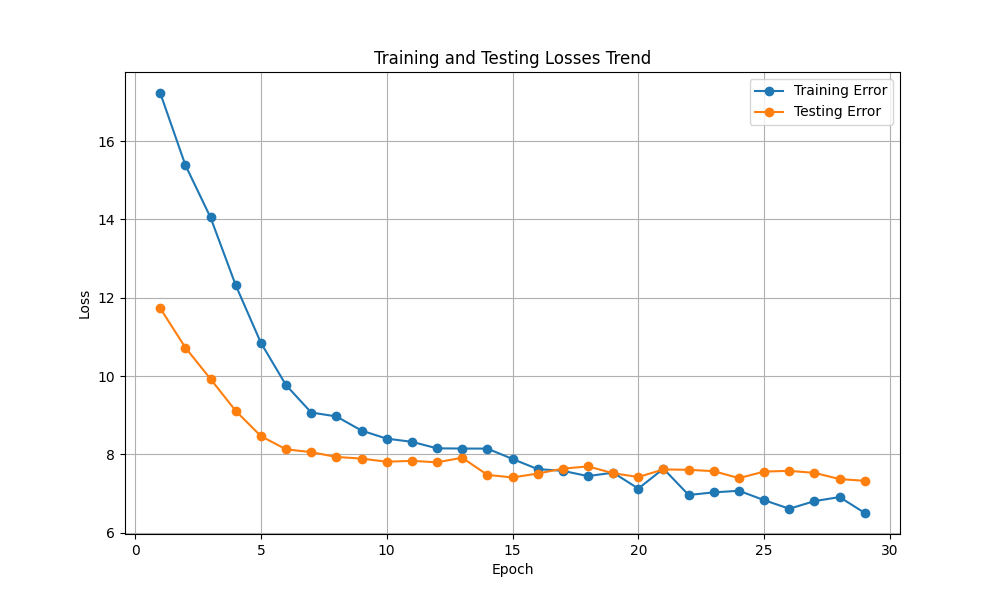 Training and Testing Losses Trend
Training Error
Testing Error
16
14
12
10
8
6
Loss
0 5 10 15 20 25 30
Epoch